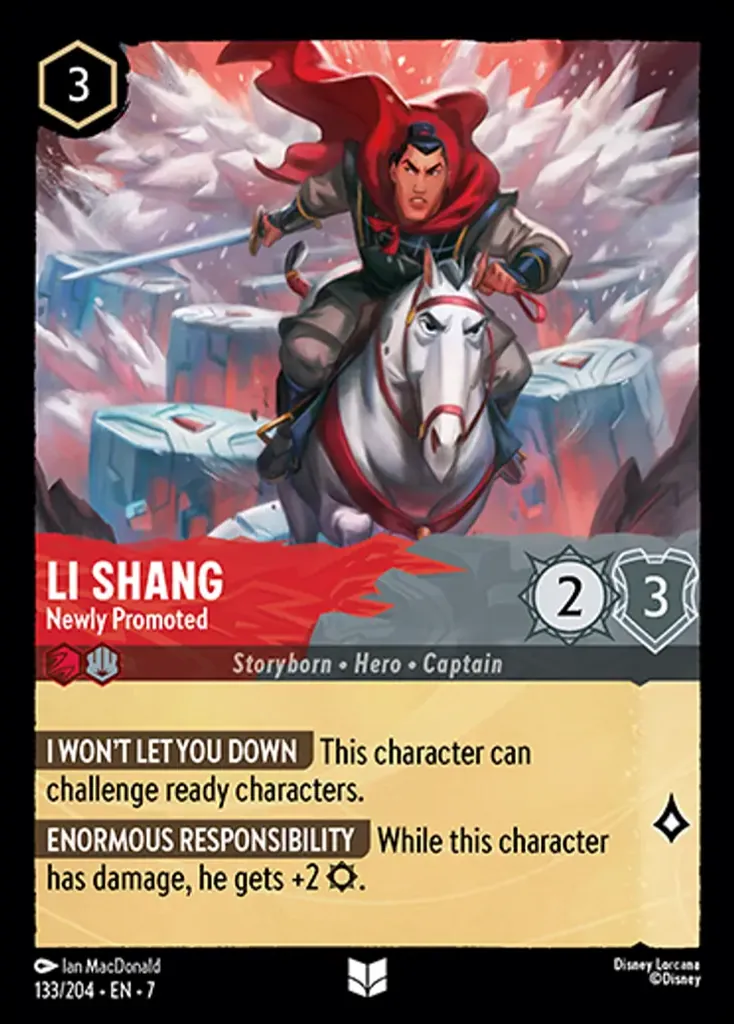 3
LI SHANG
Newly Promoted
2
3
Storyborn • Hero • Captain
I WON'T LET YOU DOWN This character can
challenge ready characters.
ENORMOUS RESPONSIBILITY While this character
has damage, he gets +2 .
Ian MacDonald
133/204 • EN • 7
Disney Lorcana
©Disney